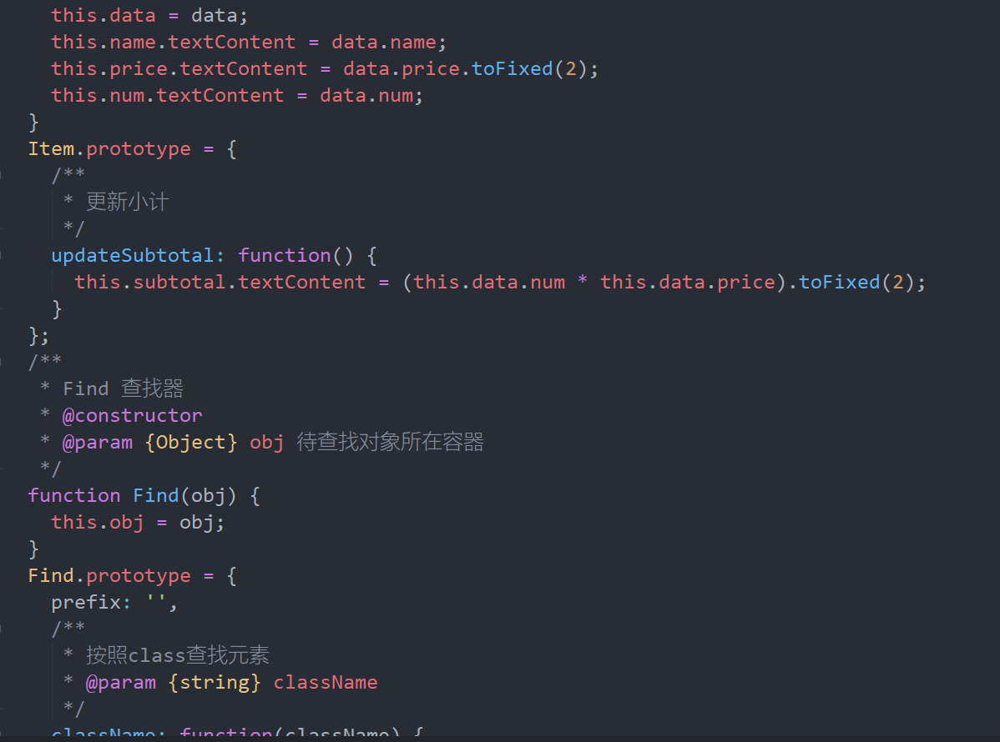 this.data = data;
this.name.textContent = data.name;
this.price.textContent = data.price.toFixed(2);
this.num.textContent = data.num;
}
Item.prototype = {
/**
* 更新小计
*/
updateSubtotal: function() {
this.subtotal.textContent = (this.data.num * this.data.price).toFixed(2);
}
};
/**
* Find 查找器
* @constructor
* @param {Object} obj 待查找对象所在容器
*/
function Find(obj) {
this.obj = obj;
}
Find.prototype = {
prefix: '',
/**
* 按照class查找元素
* @param {string} className
*/
className: function(className) {